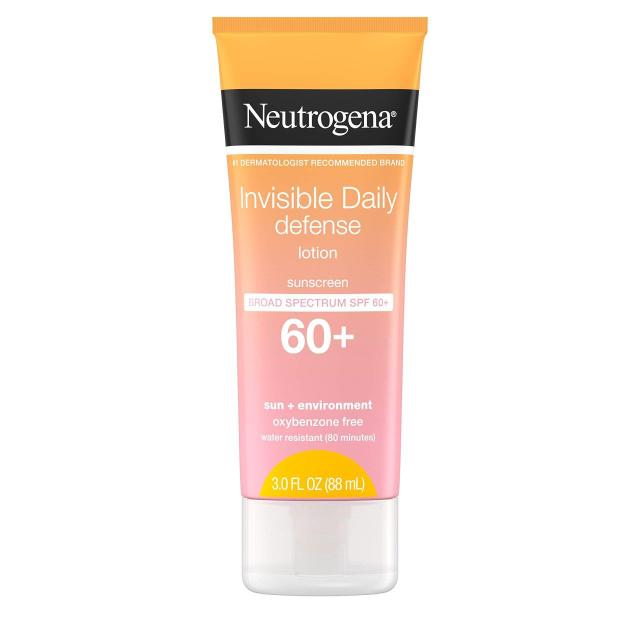 Neutrogena®
#1 DERMATOLOGIST RECOMMENDED BRAND
Invisible Daily
defense
lotion
sunscreen
BROAD SPECTRUM SPF 60+
60+
sun + environment
oxybenzone free
water resistant (80 minutes)
3.0 FL OZ (88 mL)